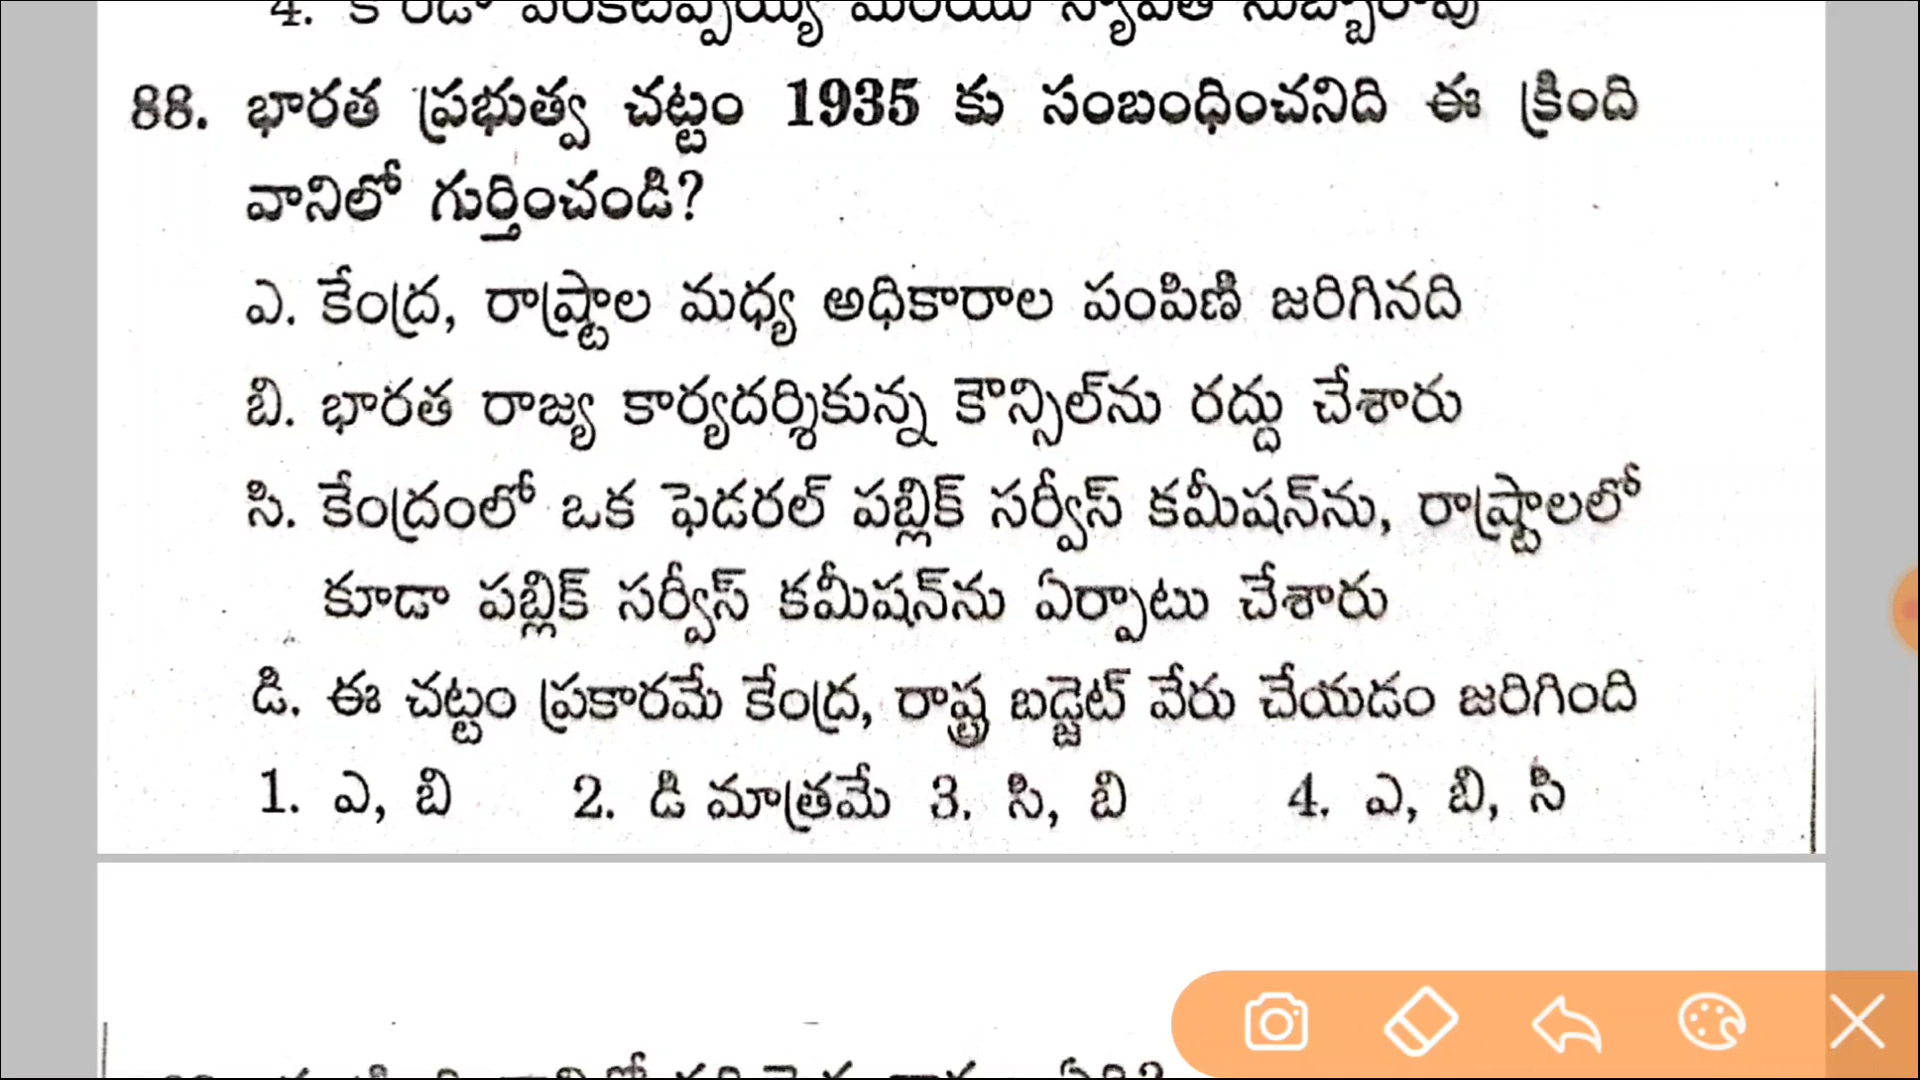 88. భారత ప్రభుత్వ చట్టం 1935 కు సంబంధించనిది ఈ క్రింది
వానిలో గుర్తించండి?
ఎ. కేంద్ర, రాష్ట్రాల మధ్య అధికారాల పంపిణి జరిగినది
బి. భారత రాజ్య కార్యదర్శికున్న కౌన్సిల్‌ను రద్దు చేశారు
సి. కేంద్రంలో ఒక ఫెడరల్ పబ్లిక్ సర్వీస్ కమీషన్‌ను, రాష్ట్రాలలో
కూడా పబ్లిక్ సర్వీస్ కమీషన్‌ను ఏర్పాటు చేశారు
డి. ఈ చట్టం ప్రకారమే కేంద్ర, రాష్ట్ర బడ్జెట్ వేరు చేయడం జరిగింది
1. ఎ, బి 2. డి మాత్రమే 3. సి, బి 4. ఎ, బి, సి